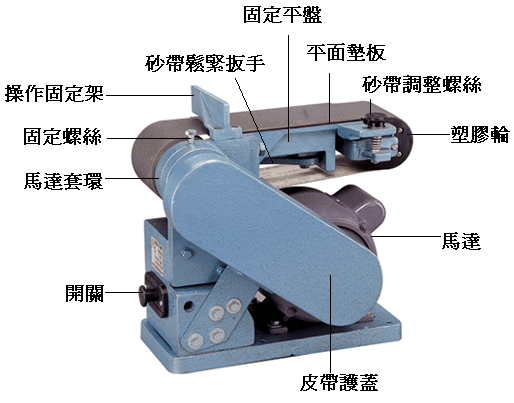 固定平盤
平面墊板
砂帶鬆緊扳手
砂帶調整螺絲
操作固定架
固定螺絲
塑膠輪
馬達套環
馬達
開關
皮帶護蓋